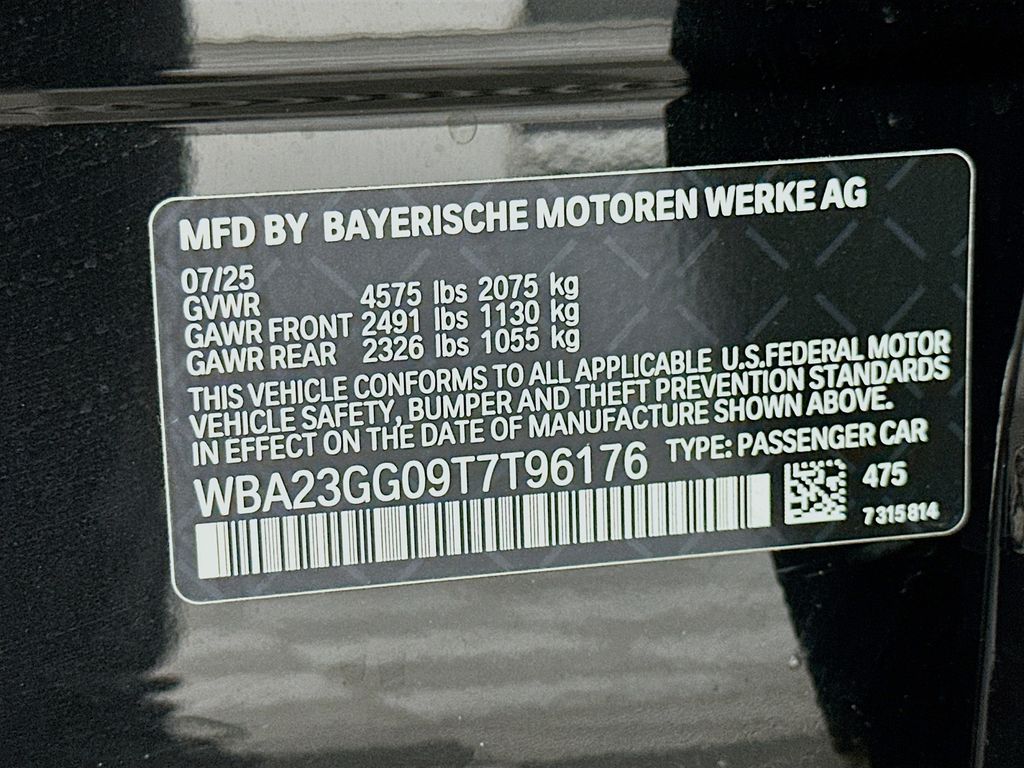 MFD BY BAYERISCHE MOTOREN WERKE AG
07/25
GVWR 4575 lbs 2075 kg
GAWR FRONT 2491 lbs 1130 kg
GAWR REAR 2326 lbs 1055 kg
THIS VEHICLE CONFORMS TO ALL APPLICABLE U.S.FEDERAL MOTOR
VEHICLE SAFETY, BUMPER AND THEFT PREVENTION STANDARDS
IN EFFECT ON THE DATE OF MANUFACTURE SHOWN ABOVE.
WBA23GG09T7T96176 TYPE: PASSENGER CAR
475
7315814